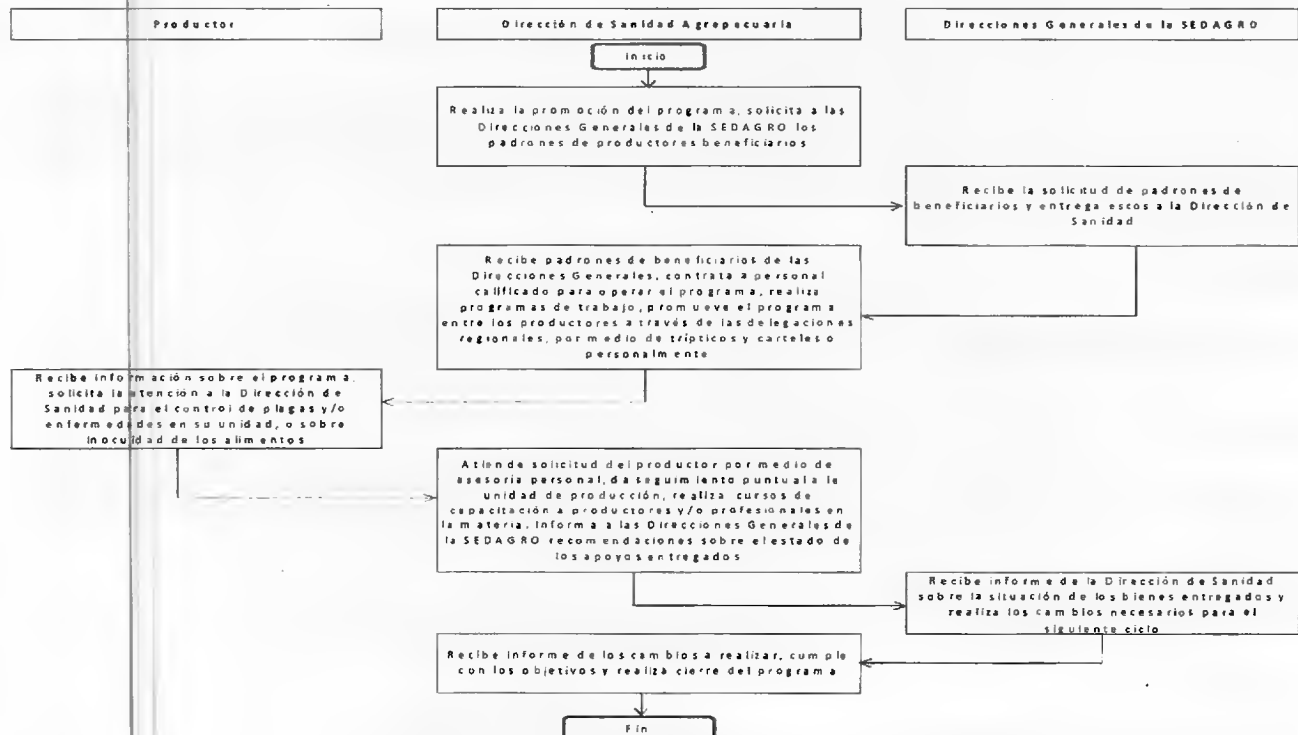 Productor
Dirección de Sanidad Agropecuaria
Direcciones Generales de la SEDAGRO
Inicio
Realiza la promoción del programa, solicita a las
Direcciones Generales de la SEDAGRO los
padrones de productores beneficiarios
Recibe la solicitud de padrones de
beneficiarios y entrega escos a la Dirección de
Sanidad
Recibe padrones de beneficiarios de las
Direcciones Generales, contrata a personal
calificado para operar el programa, realiza
programas de trabajo, promueve el programa
entre los productores a través de las delegaciones
regionales, por medio de trípticos y carteles o
personalmente
Recibe información sobre el programa,
solicita la atención a la Dirección de
Sanidad para el control de plagas y/o
enfermedades en su unidad, o sobre
inocuidad de los alimentos
Atiende solicitud del productor por medio de
asesoría personal, da seguimiento puntual a le
unidad de producción, realiza cursos de
capacitación a productores y/o profesionales en
la materia. Informa a las Direcciones Generales de
la SEDAGRO recomendaciones sobre el estado de
los apoyos entregados
Recibe informe de la Dirección de Sanidad
sobre la situación de los bienes entregados y
realiza los cambios necesarios para el
siguiente ciclo
Recibe informe de los cambios a realizar, cumple
con los objetivos y realiza cierre del programa
Fin